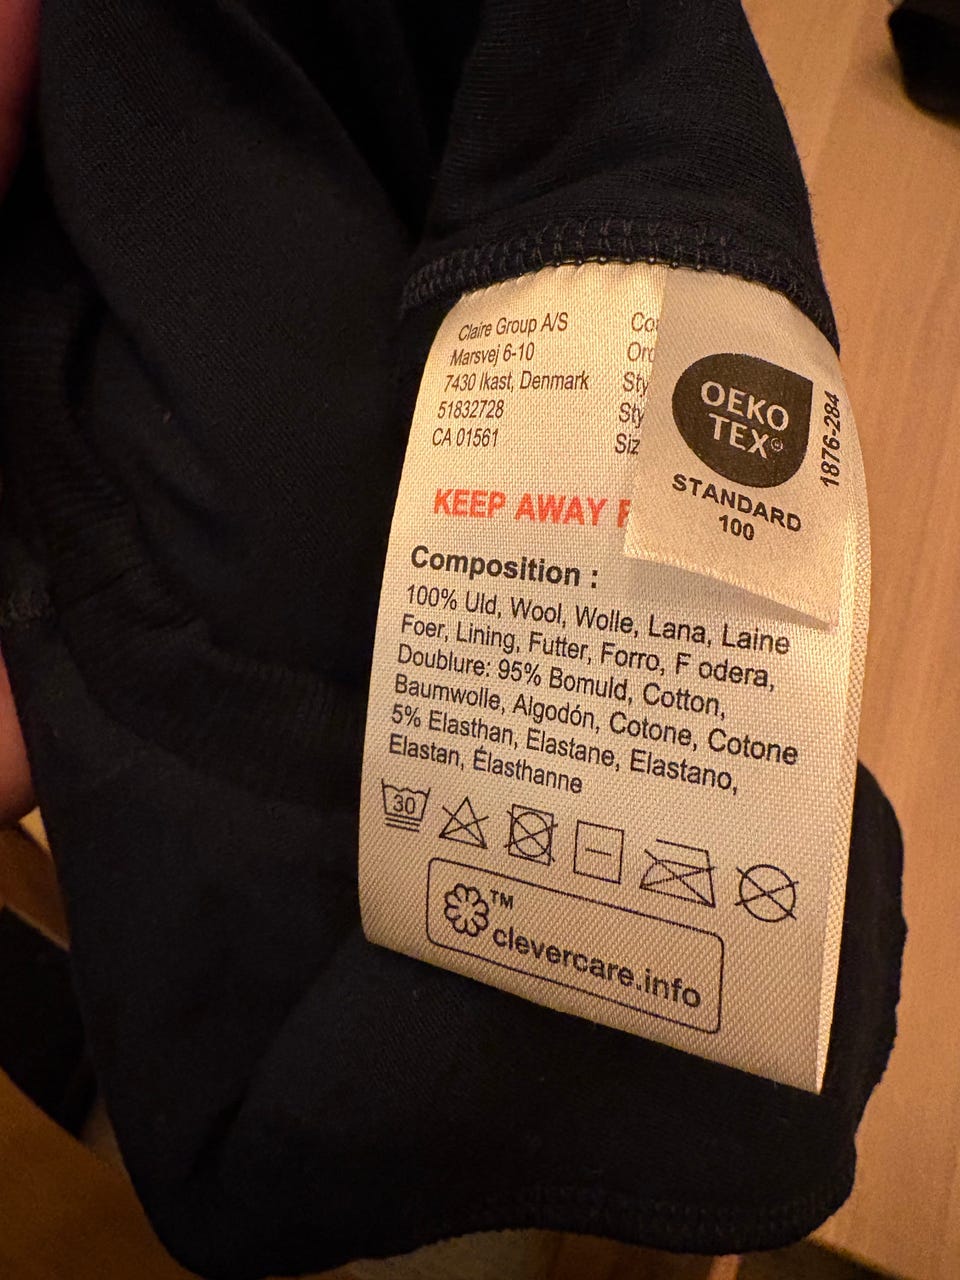 Claire Group A/S
Marsvej 6-10
7430 Ikast, Denmark
51832728
CA 01561
OEKO
TEX®
STANDARD
100
1876-284
KEEP AWAY
Composition :
100% Uld, Wool, Wolle, Lana, Laine
Foer, Lining, Futter, Forro, F odera,
Doublure: 95% Bomuld, Cotton,
Baumwolle, Algodón, Cotone, Cotone
5% Elasthan, Elastane, Elastano,
Elastan, Élasthanne
30
TM
clevercare.info